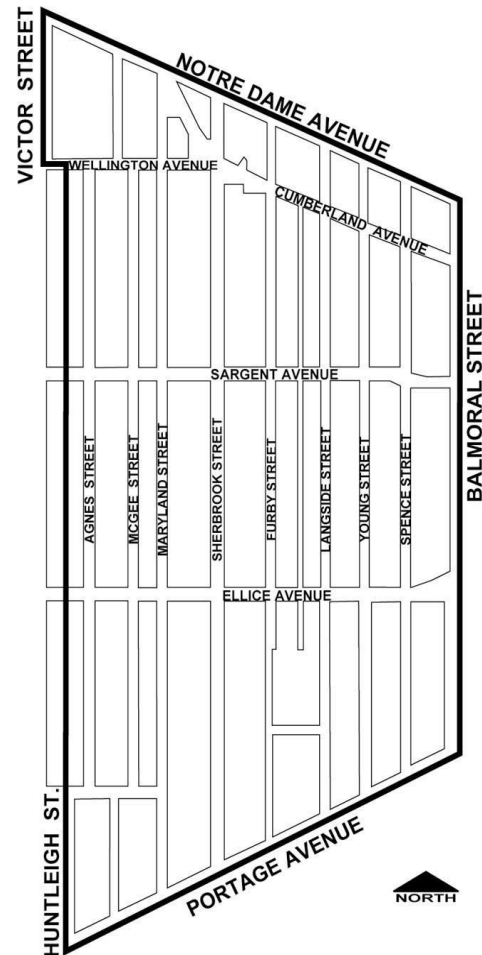 VICTOR STREET
NOTRE DAME AVENUE
WELLINGTON AVENUE
CUMBERLAND AVENUE
BALMORAL STREET
SARGENT AVENUE
AGNES STREET
MCGEE STREET
MARYLAND STREET
SHERBROOK STREET
FURBY STREET
LANGSIDE STREET
YOUNG STREET
SPENCE STREET
ELLICE AVENUE
HUNTLEIGH ST.
PORTAGE AVENUE
NORTH